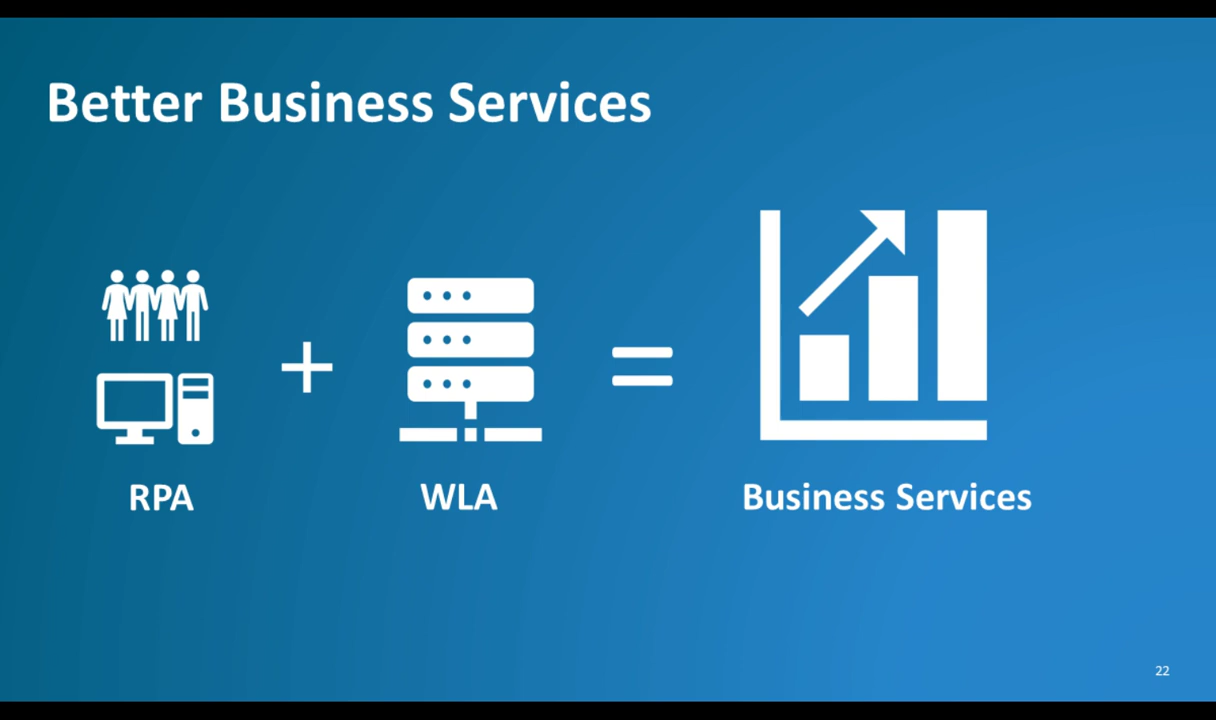 Better Business Services
+
=
RPA
WLA
Business Services
22